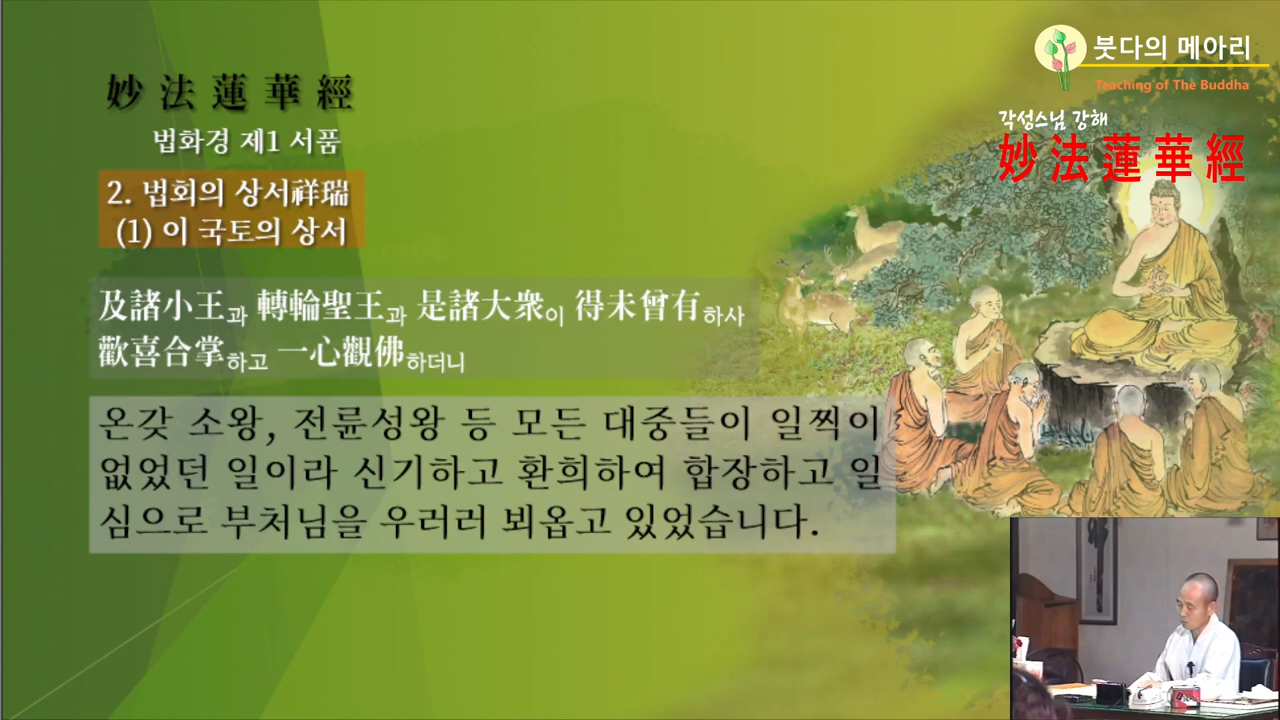 妙法蓮華經
법화경 제1 서품
2. 법회의 상서祥瑞
(1) 이 국토의 상서
及諸小王과 轉輪聖王과 是諸大衆이 得未曾有하사
歡喜合掌하고 一心觀佛하더니
온갖 소왕, 전륜성왕 등 모든 대중들이 일찍이
없었던 일이라 신기하고 환희하여 합장하고 일
심으로 부처님을 우러러 뵈옵고 있었습니다.
붓다의 메아리
Teaching of The Buddha
각성스님 강해
妙法蓮華經